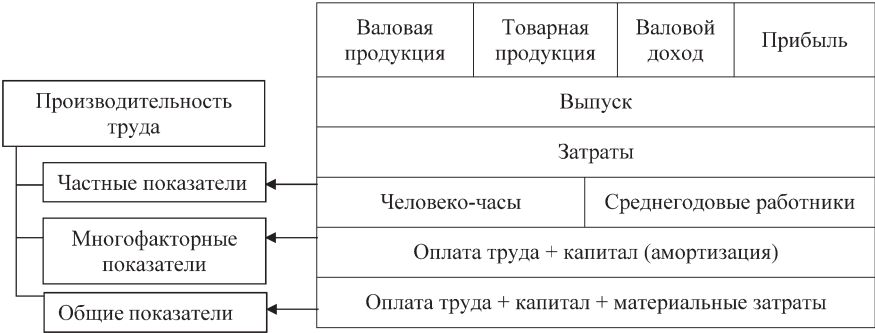 Валовая
продукция
Товарная
продукция
Валовой
доход
Прибыль
Выпуск
Затраты
Человеко-часы
Среднегодовые работники
Оплата труда + капитал (амортизация)
Оплата труда + капитал + материальные затраты
Производительность
труда
Частные показатели
Многофакторные
показатели
Общие показатели